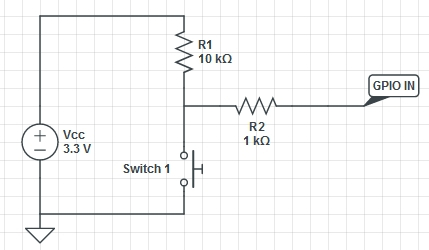 R1
10 kΩ
GPIO IN
Vcc
3.3 V
R2
1 kΩ
Switch 1